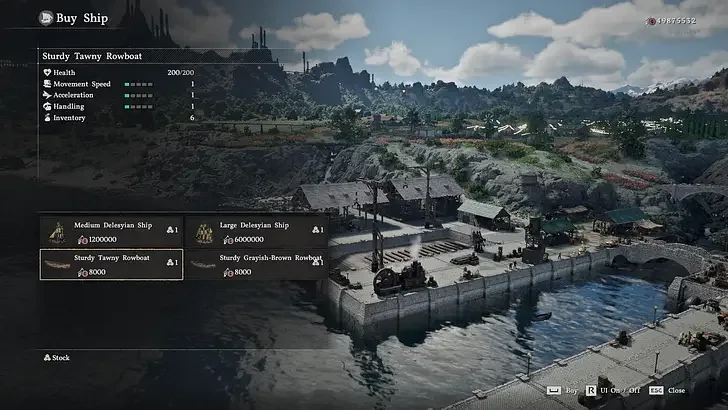 Buy Ship
49875532
Sturdy Tawny Rowboat
Health 200/200
Movement Speed 1
Acceleration 1
Handling 1
Inventory 6
Medium Delesyian Ship 1
1200000
Large Delesyian Ship 1
6000000
Sturdy Tawny Rowboat 1
8000
Sturdy Grayish-Brown Rowboat 1
8000
Stock
Buy R UI On / Off ESC Close